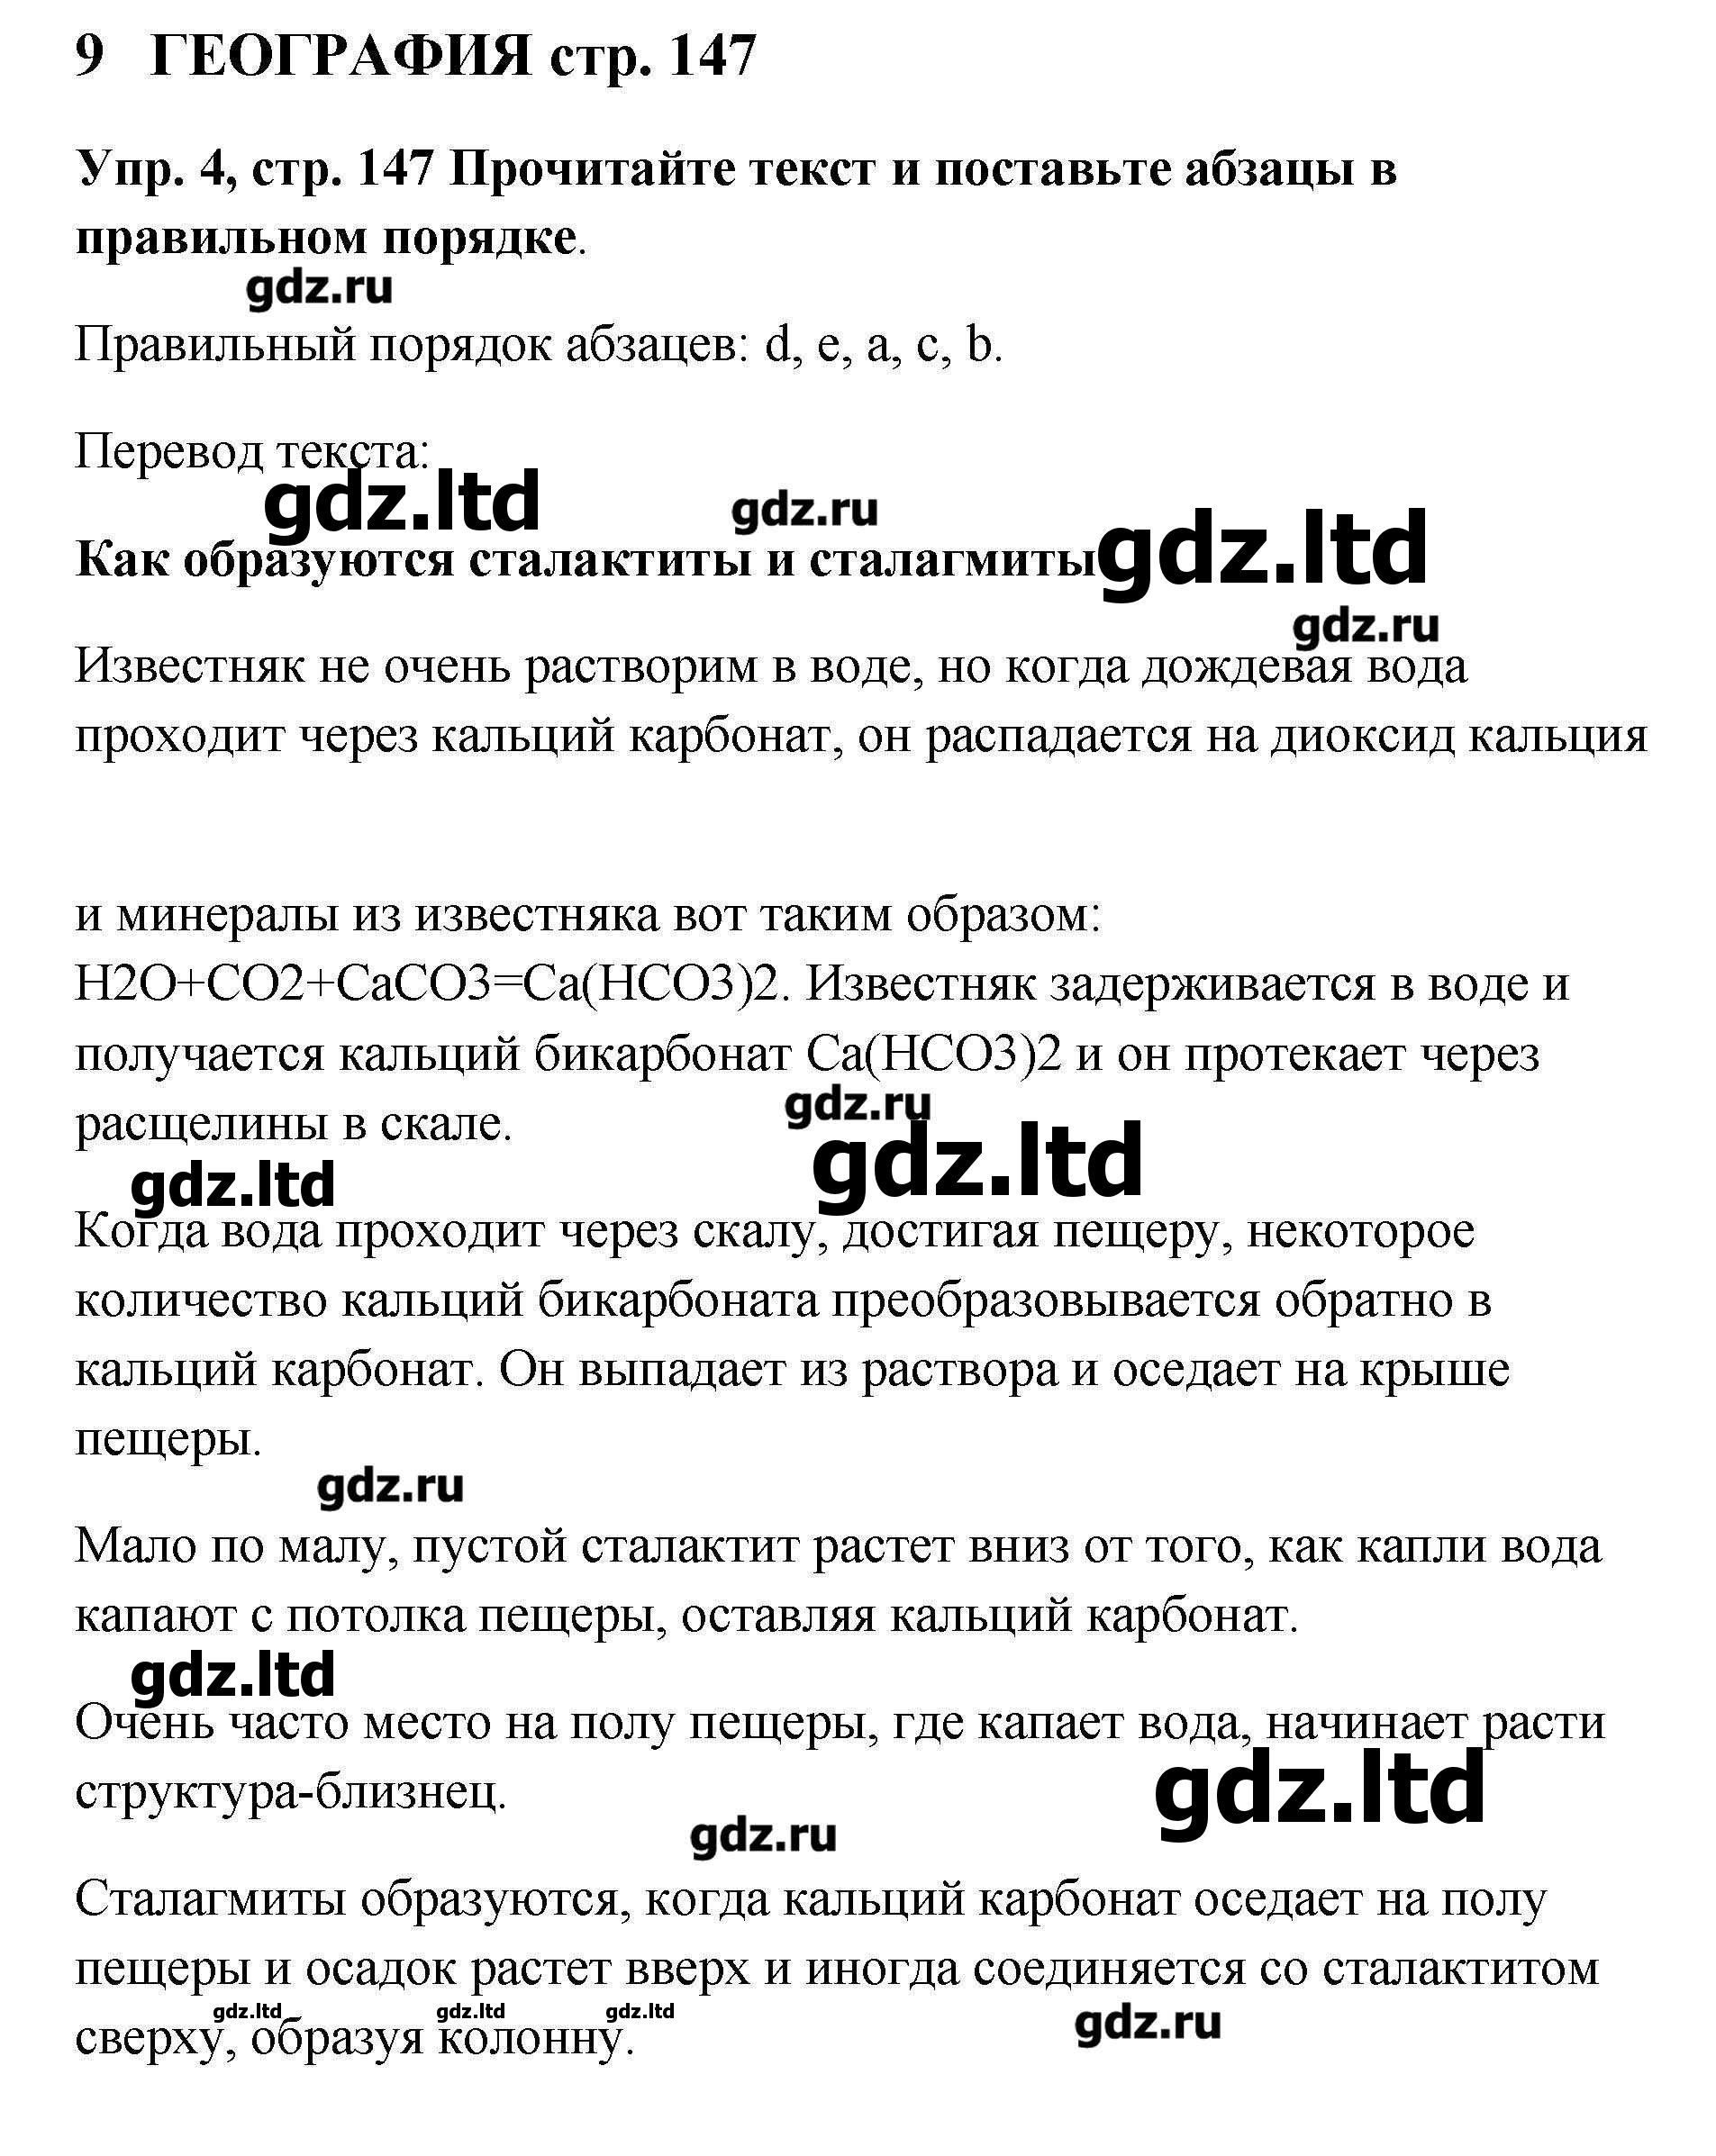 9 ГЕОГРАФИЯ стр. 147
Упр. 4, стр. 147 Прочитайте текст и поставьте абзацы в
правильном порядке.
gdz.ru
Правильный порядок абзацев: d, e, a, c, b.
Перевод текста:
gdz.ltd gdz.ru
Как образуются сталактиты и сталагмиты gdz.ltd
gdz.ru
Известняк не очень растворим в воде, но когда дождевая вода
проходит через кальций карбонат, он распадается на диоксид кальция
и минералы из известняка вот таким образом:
H2O+CO2+CaCO3=Ca(HCO3)2. Известняк задерживается в воде и
получается кальций бикарбонат Ca(HCO3)2 и он протекает через
gdz.ru
расщелины в скале.
gdz.ltd gdz.ltd
Когда вода проходит через скалу, достигая пещеру, некоторое
количество кальций бикарбоната преобразовывается обратно в
кальций карбонат. Он выпадает из раствора и оседает на крыше
пещеры.
gdz.ru
Мало по малу, пустой сталактит растет вниз от того, как капли вода
капают с потолка пещеры, оставляя кальций карбонат.
gdz.ltd
Очень часто место на полу пещеры, где капает вода, начинает расти
структура-близнец.
gdz.ltd
gdz.ru
Сталагмиты образуются, когда кальций карбонат оседает на полу
пещеры и осадок растет вверх и иногда соединяется со сталактитом
gdz.ltd gdz.ltd gdz.ltd gdz.ru
сверху, образуя колонну.